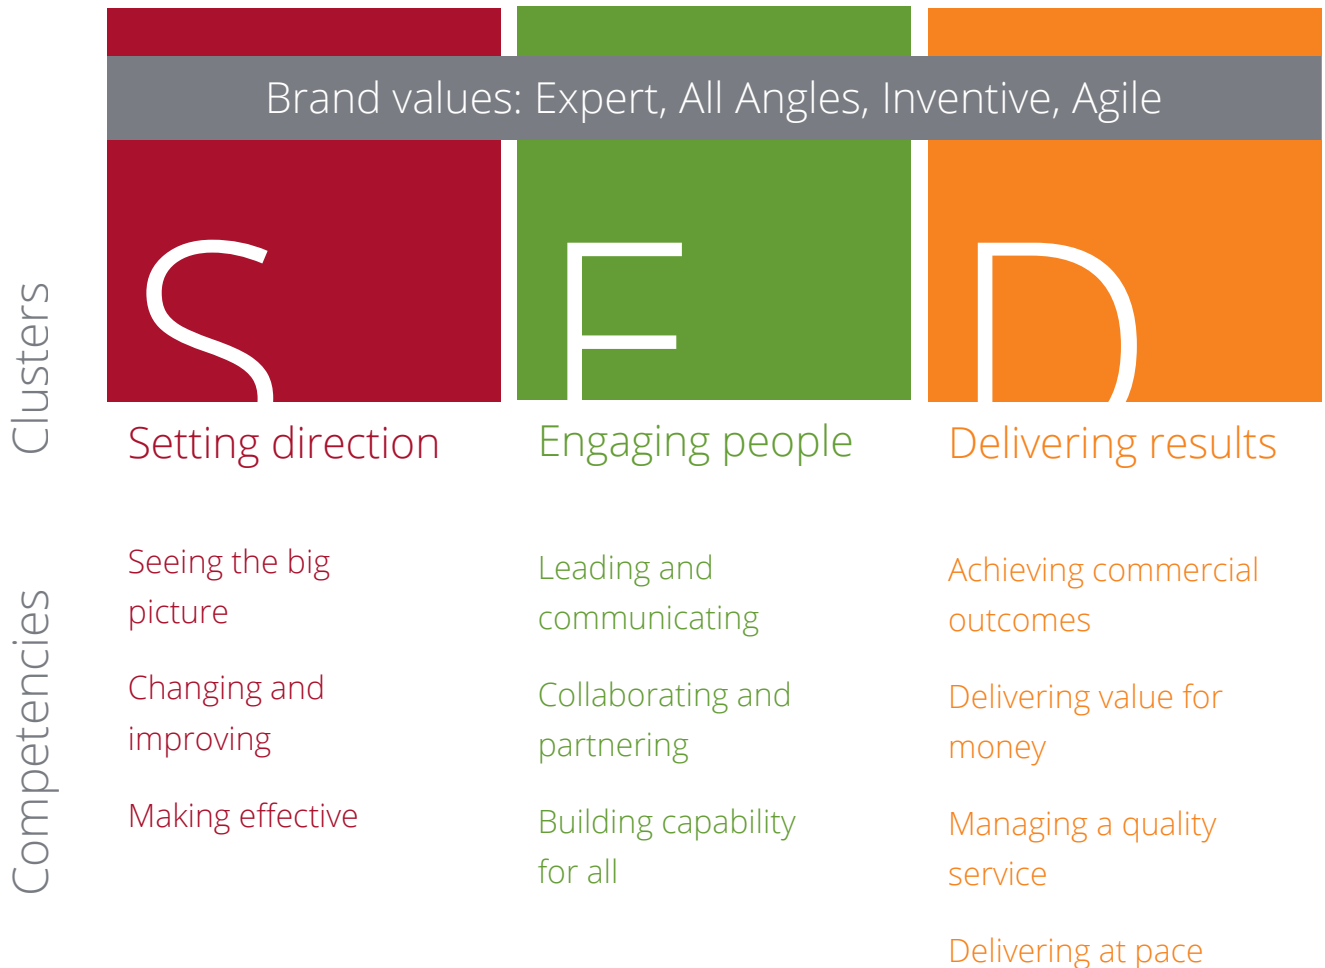 Brand values: Expert, All Angles, Inventive, Agile
Clusters
S
E
D
Setting direction
Engaging people
Delivering results
Competencies
Seeing the big
picture
Changing and
improving
Making effective
Leading and
communicating
Collaborating and
partnering
Building capability
for all
Achieving commercial
outcomes
Delivering value for
money
Managing a quality
service
Delivering at pace